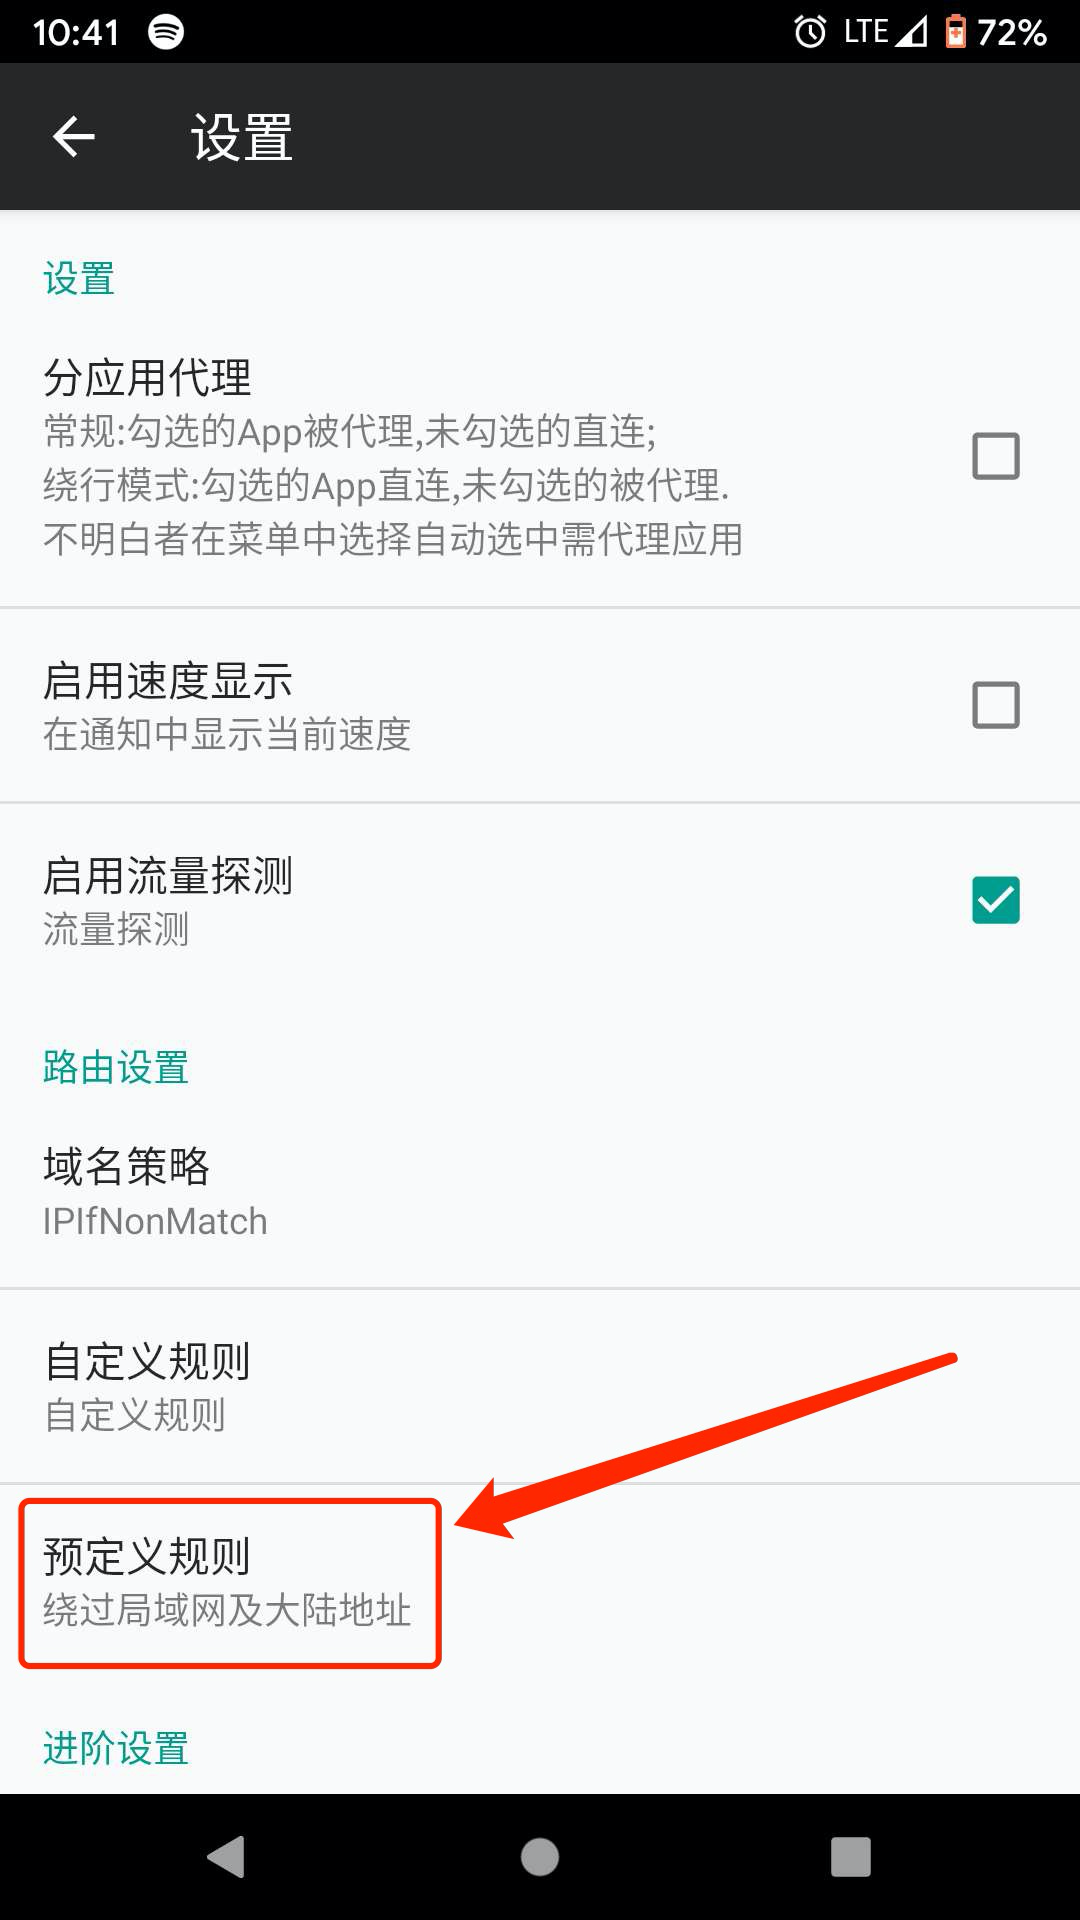 10:41
LTE 72%
设置
设置
分应用代理
常规:勾选的App被代理,未勾选的直连;
绕行模式:勾选的App直连,未勾选的被代理.
不明白者在菜单中选择自动选中需代理应用
启用速度显示
在通知中显示当前速度
启用流量探测
流量探测
路由设置
域名策略
IPIfNonMatch
自定义规则
自定义规则
预定义规则
绕过局域网及大陆地址
进阶设置